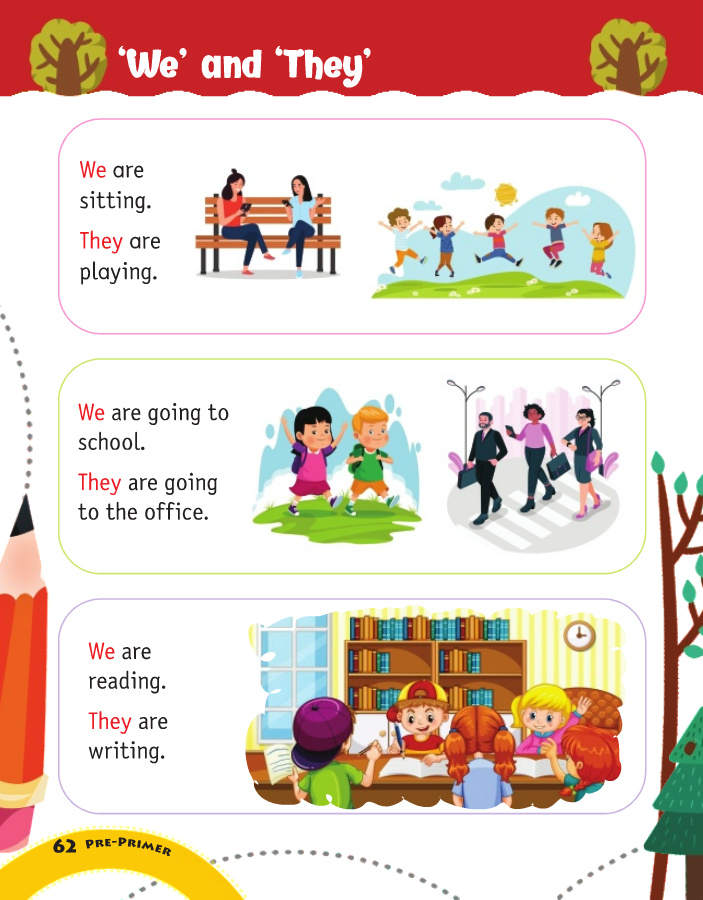 ‘We’ and ‘They’
We are
sitting.
They are
playing.
We are going to
school.
They are going
to the office.
We are
reading.
They are
writing.
62 PRE-PRIMER